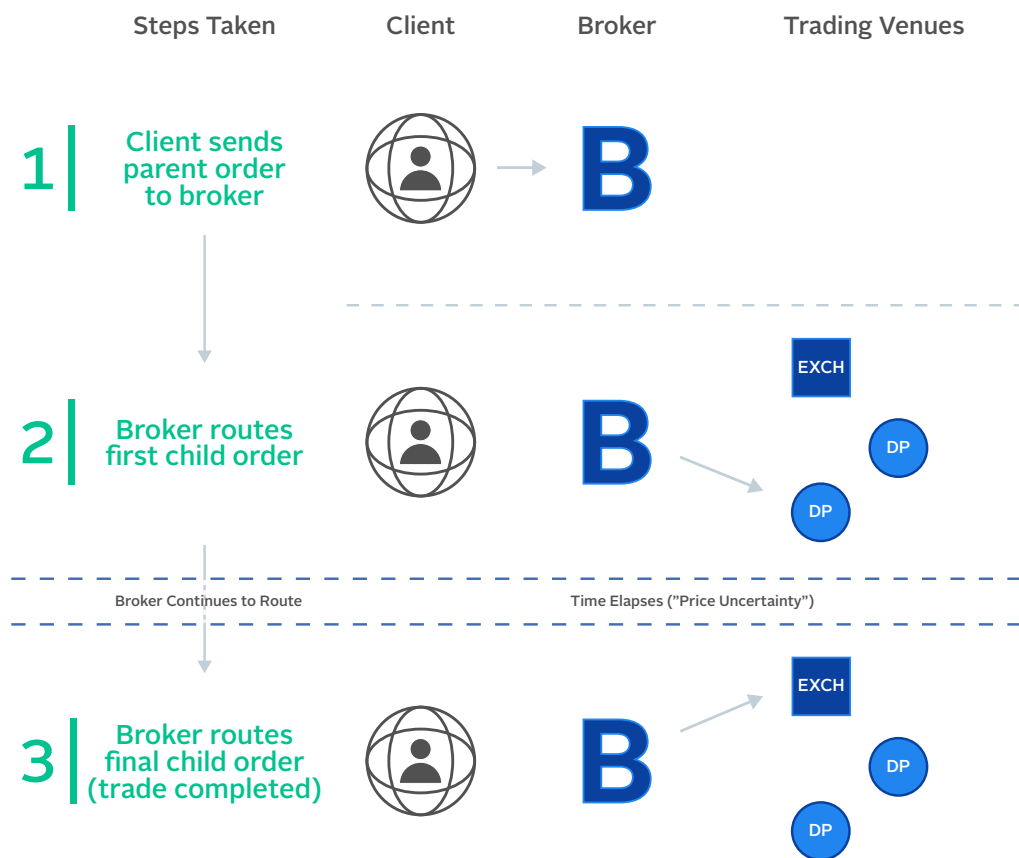 Steps Taken
Client
Broker
Trading Venues
1
Client sends
parent order
to broker
B
2
Broker routes
first child order
B
EXCH
DP
DP
Broker Continues to Route
Time Elapses (”Price Uncertainty”)
3
Broker routes
final child order
(trade completed)
B
EXCH
DP
DP